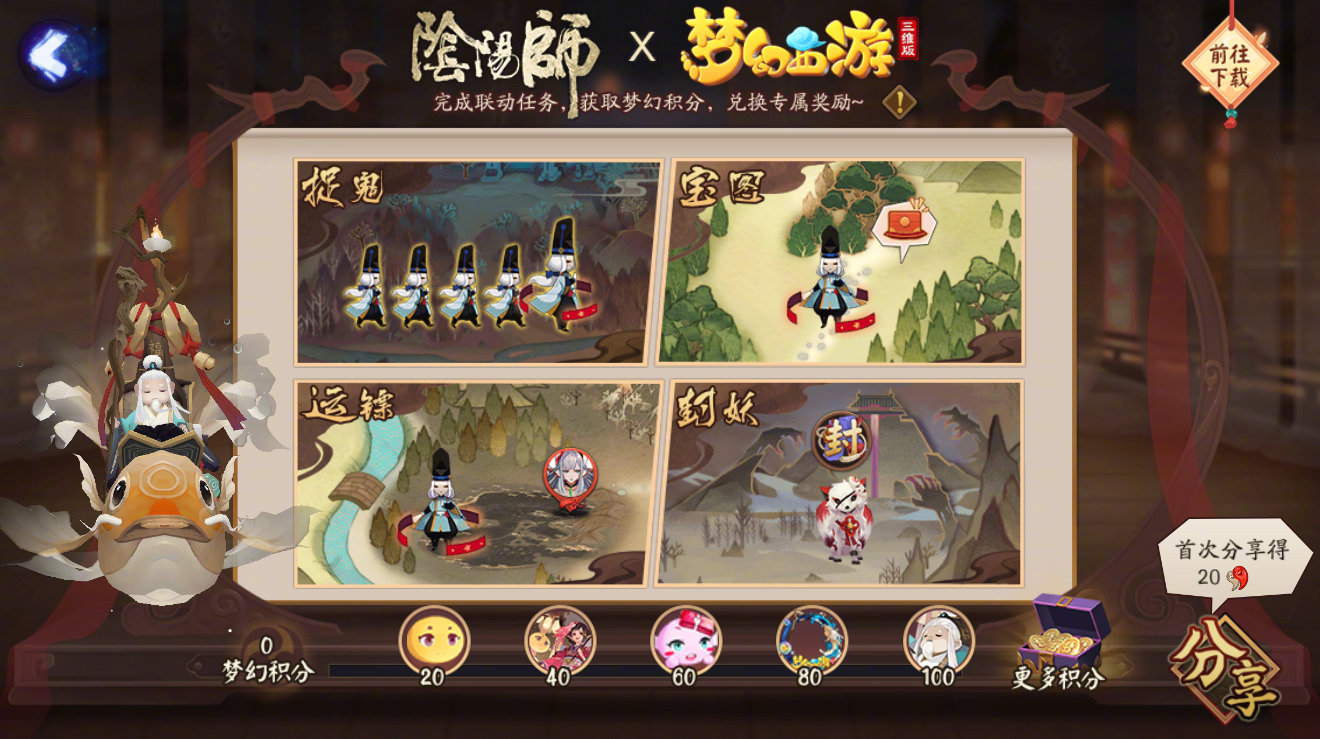 陰陽師 X 梦幻西游 三维版
完成联动任务，获取梦幻积分，兑换专属奖励~
前往
下载
捉鬼
宝图
运镖
封妖
封
首次分享得
20
0
梦幻积分
20
40
60
80
100
更多积分
分享